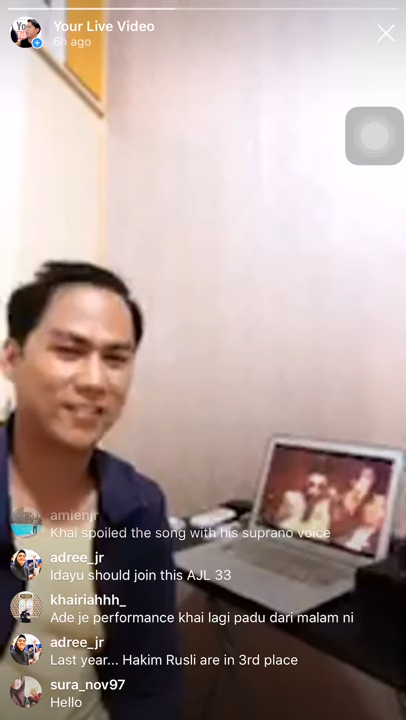 Yo
Your Live Video
6h ago
amienjr
Khai spoiled the song with his suprano voice
adree_jr
Idayu should join this AJL 33
khairiahhh_
Ade je performance khai lagi padu dari malam ni
adree_jr
Last year... Hakim Rusli are in 3rd place
sura_nov97
Hello